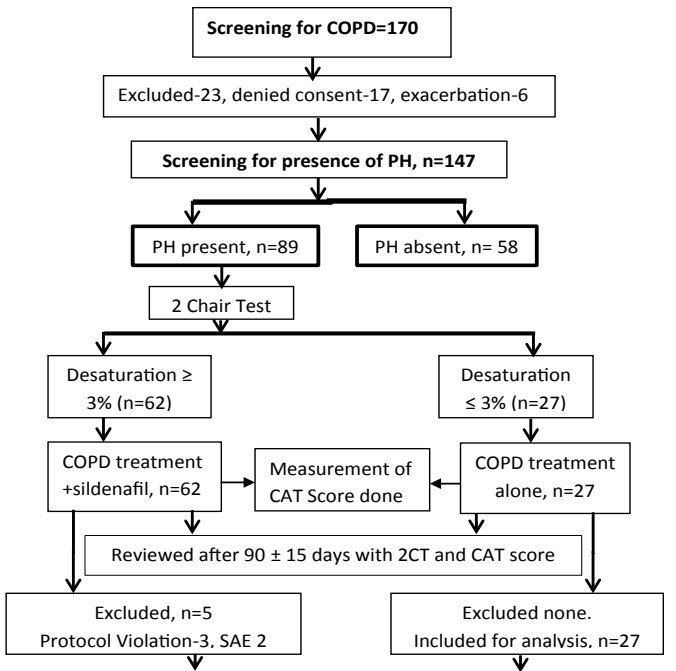 Screening for COPD=170
Excluded-23, denied consent-17, exacerbation-6
Screening for presence of PH, n=147
PH present, n=89
PH absent, n= 58
2 Chair Test
Desaturation ≥
3% (n=62)
Desaturation
≤ 3% (n=27)
COPD treatment
+sildenafil, n=62
Measurement of
CAT Score done
COPD treatment
alone, n=27
Reviewed after 90 ± 15 days with 2CT and CAT score
Excluded, n=5
Protocol Violation-3, SAE 2
Excluded none.
Included for analysis, n=27